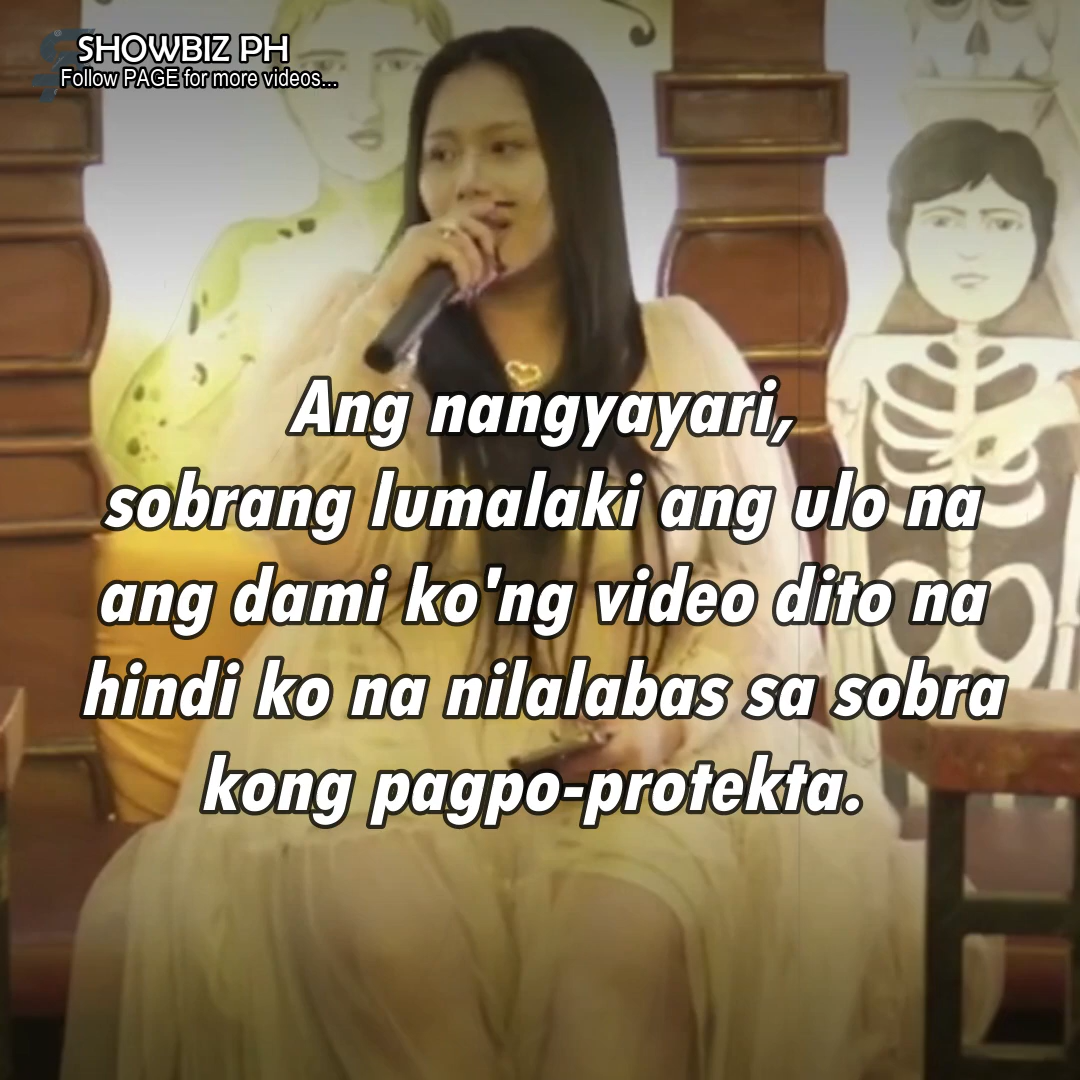 SHOWBIZ PH
Follow PAGE for more videos...
Ang nangyayari,
sobrang lumalaki ang ulo na
ang dami ko'ng video dito na
hindi ko na nilalabas sa sobra
kong pagpo-protekta.